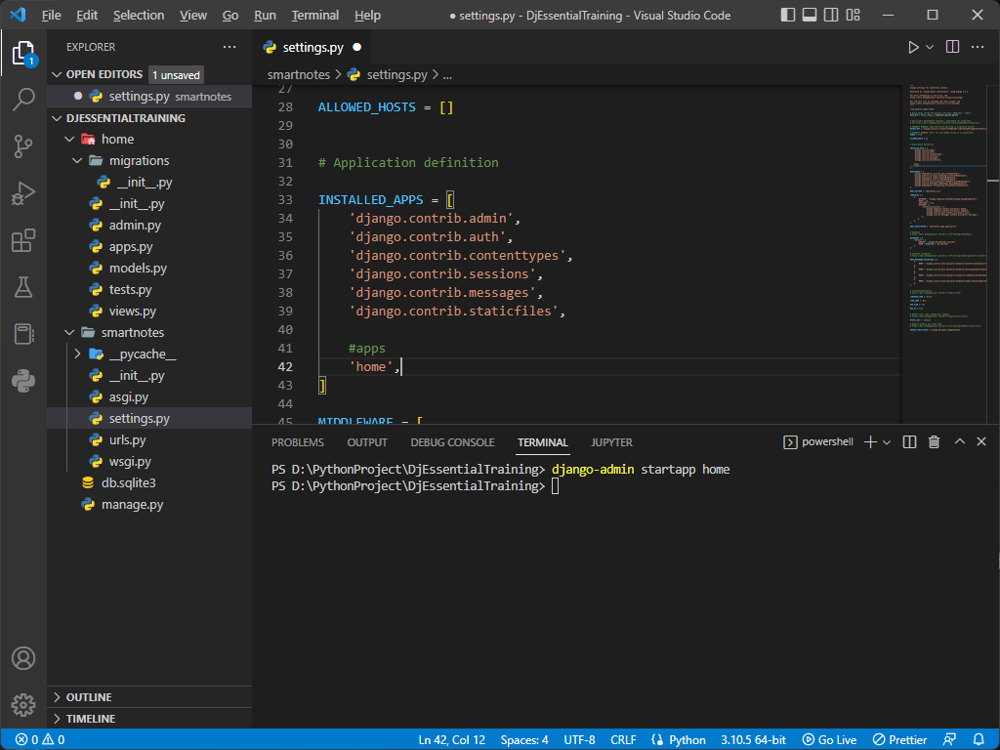 File Edit Selection View Go Run Terminal Help
● settings.py - DjEssentialTraining - Visual Studio Code
EXPLORER
OPEN EDITORS 1 unsaved
settings.py smartnotes
DJESSENTIALTRAINING
home
migrations
__init__.py
__init__.py
admin.py
apps.py
models.py
tests.py
views.py
smartnotes
__pycache__
__init__.py
asgi.py
settings.py
urls.py
wsgi.py
db.sqlite3
manage.py
OUTLINE
TIMELINE
1
settings.py
smartnotes > settings.py > ...
27
28 ALLOWED_HOSTS = []
29
30
31 # Application definition
32
33 INSTALLED_APPS = [
34 'django.contrib.admin',
35 'django.contrib.auth',
36 'django.contrib.contenttypes',
37 'django.contrib.sessions',
38 'django.contrib.messages',
39 'django.contrib.staticfiles',
40
41 #apps
42 'home',
43 ]
44
45 MIDDLEWARE = [
PROBLEMS OUTPUT DEBUG CONSOLE TERMINAL JUPYTER powershell
PS D:\PythonProject\DjEssentialTraining> django-admin startapp home
PS D:\PythonProject\DjEssentialTraining>
0 0 Ln 42, Col 12 Spaces: 4 UTF-8 CRLF Python 3.10.5 64-bit Go Live Prettier